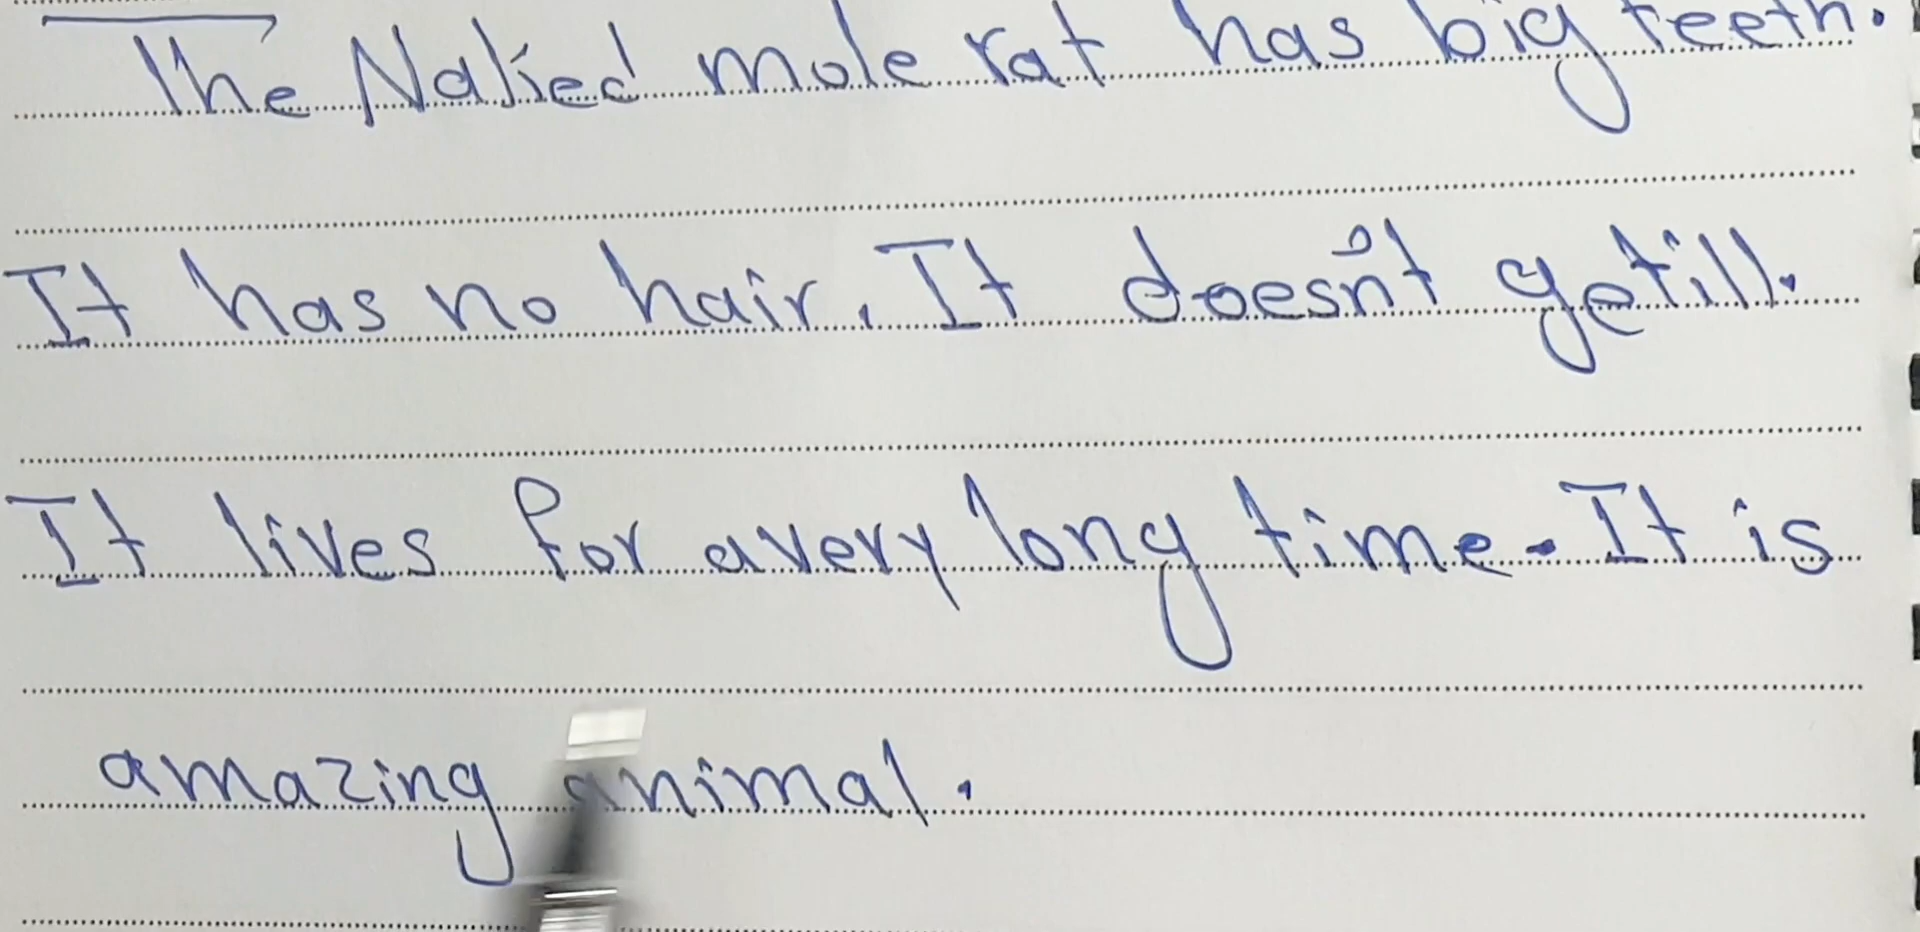 The Naked mole rat has big teeth.
It has no hair. It doesn't get ill.
It lives for a very long time. It is
amazing animal.